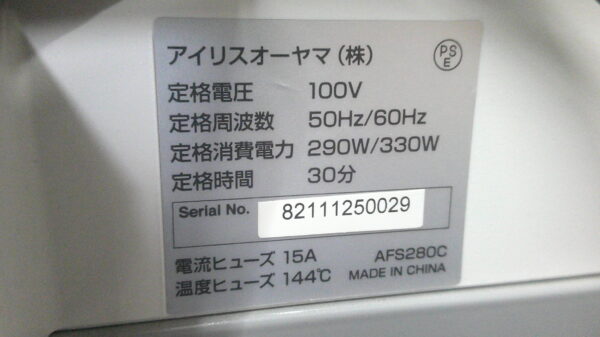 アイリスオーヤマ（株）
PS
E
定格電圧 100V
定格周波数 50Hz/60Hz
定格消費電力 290W/330W
定格時間 30分
Serial No. 82111250029
電流ヒューズ 15A AFS280C
温度ヒューズ 144℃ MADE IN CHINA